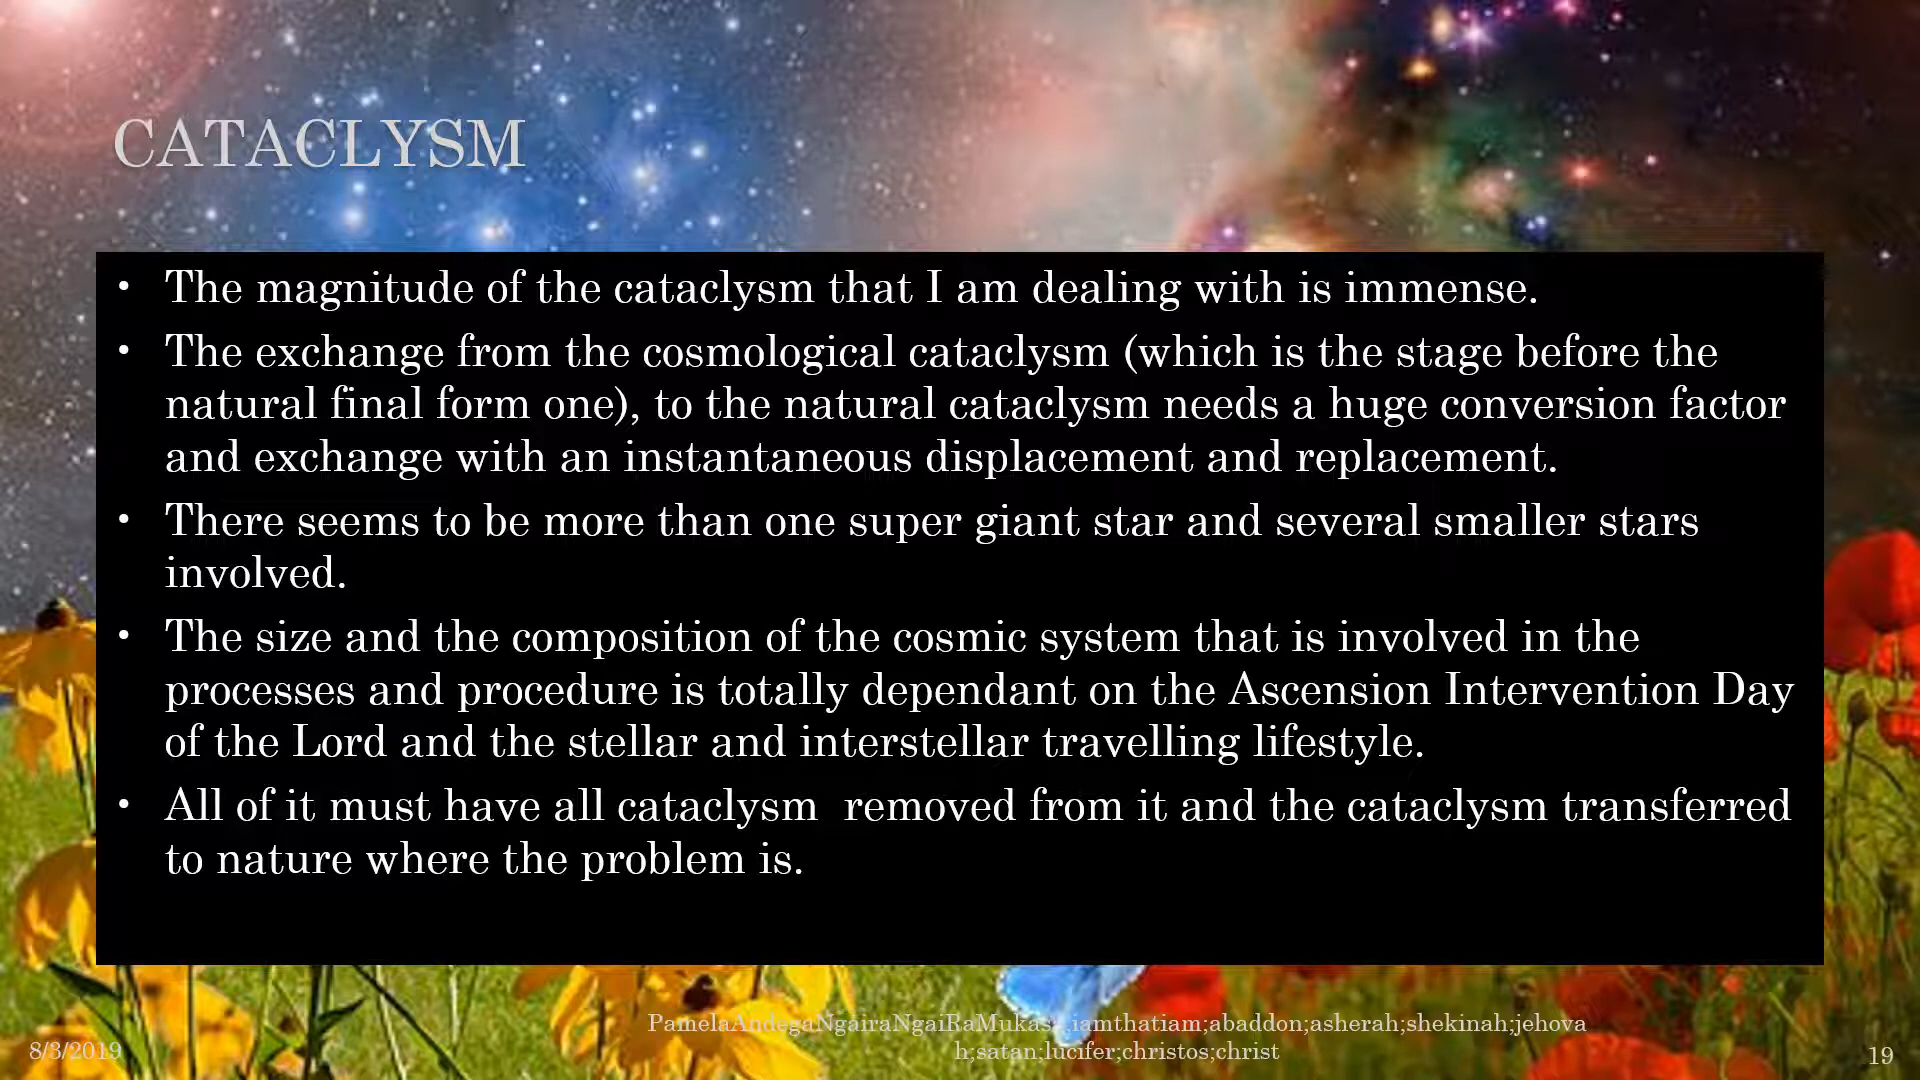 CATACLYSM
• The magnitude of the cataclysm that I am dealing with is immense.
• The exchange from the cosmological cataclysm (which is the stage before the
natural final form one), to the natural cataclysm needs a huge conversion factor
and exchange with an instantaneous displacement and replacement.
• There seems to be more than one super giant star and several smaller stars
involved.
• The size and the composition of the cosmic system that is involved in the
processes and procedure is totally dependant on the Ascension Intervention Day
of the Lord and the stellar and interstellar travelling lifestyle.
• All of it must have all cataclysm  removed from it and the cataclysm transferred
to nature where the problem is.
iamthatiam;abaddon;asherah;shekinah;jehova
h;satan;lucifer;christos;christ
8/3/2019
19